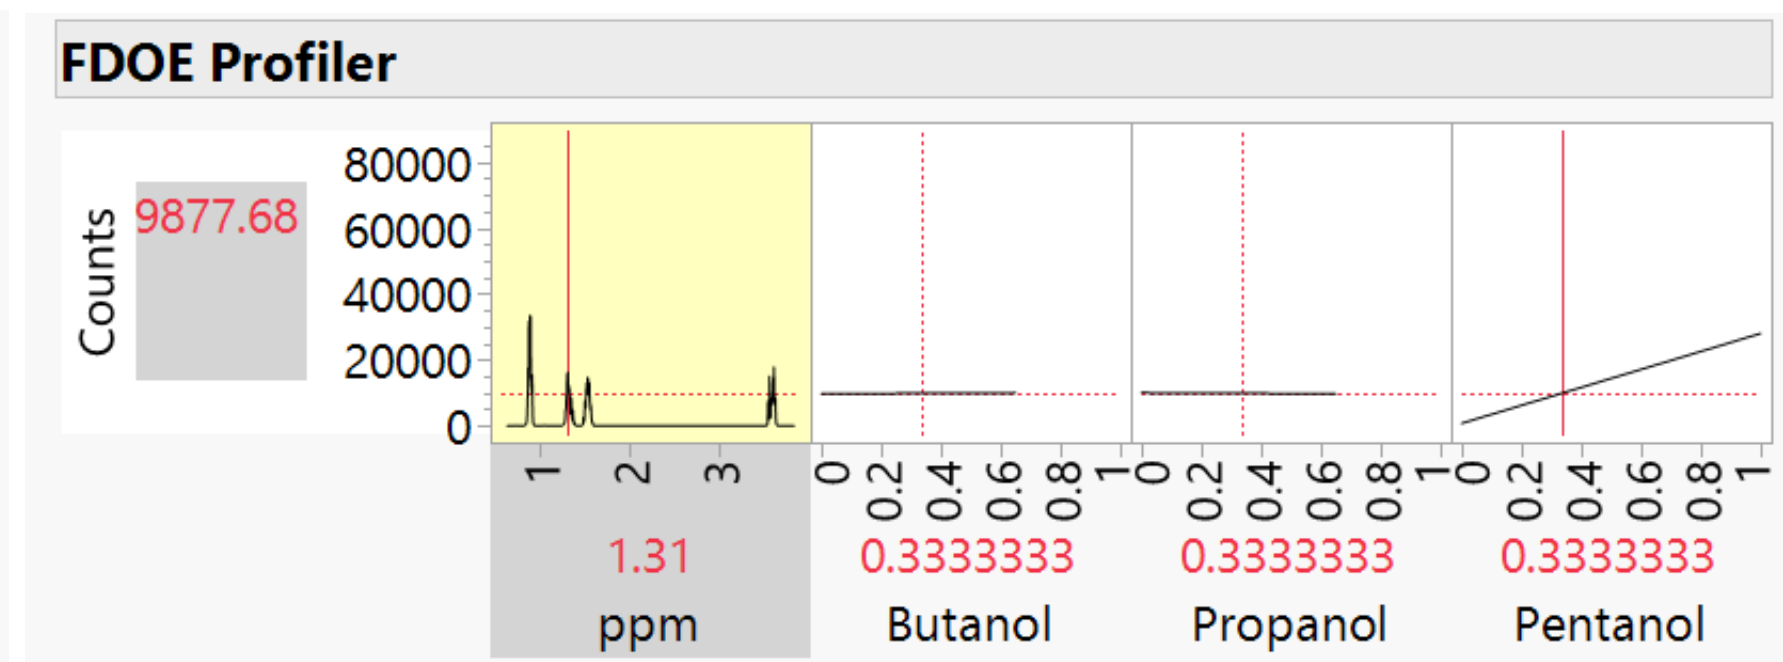 FDOE Profiler
Counts
9877.68
80000
60000
40000
20000
0
1 2 3
0 0.2 0.4 0.6 0.8 1
0 0.2 0.4 0.6 0.8 1
0 0.2 0.4 0.6 0.8 1
1.31 0.3333333 0.3333333 0.3333333
ppm Butanol Propanol Pentanol